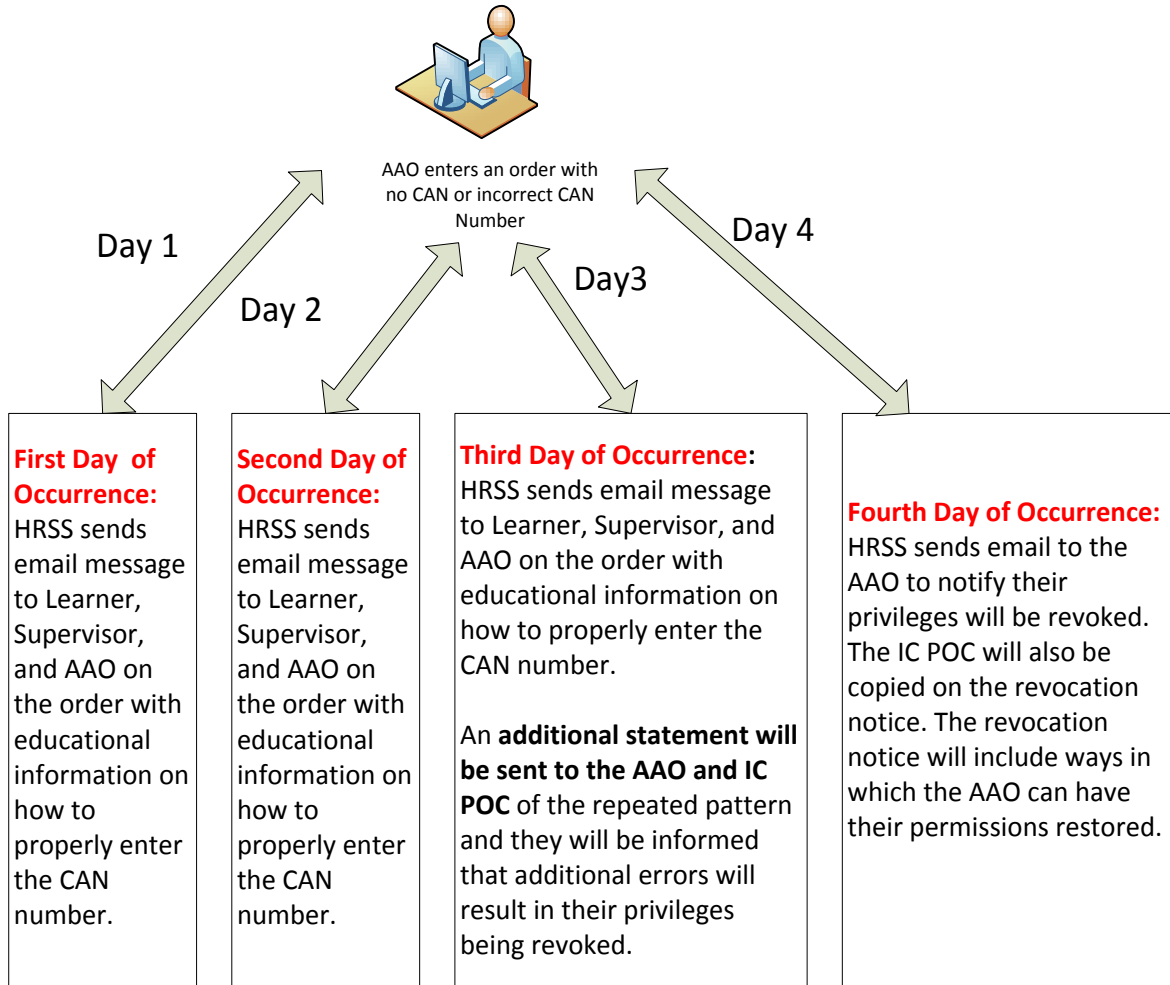 AAO enters an order with
no CAN or incorrect CAN
Number
Day 1
Day 2
Day3
Day 4
First Day  of
Occurrence:
HRSS sends
email message
to Learner,
Supervisor,
and AAO on
the order with
educational
information on
how to
properly enter
the CAN
number.
Second Day of
Occurrence:
HRSS sends
email message
to Learner,
Supervisor,
and AAO on
the order with
educational
information on
how to
properly enter
the CAN
number.
Third Day of Occurrence:
HRSS sends email message
to Learner, Supervisor, and
AAO on the order with
educational information on
how to properly enter the
CAN number.
An additional statement will
be sent to the AAO and IC
POC of the repeated pattern
and they will be informed
that additional errors will
result in their privileges
being revoked.
Fourth Day of Occurrence:
HRSS sends email to the
AAO to notify their
privileges will be revoked.
The IC POC will also be
copied on the revocation
notice. The revocation
notice will include ways in
which the AAO can have
their permissions restored.